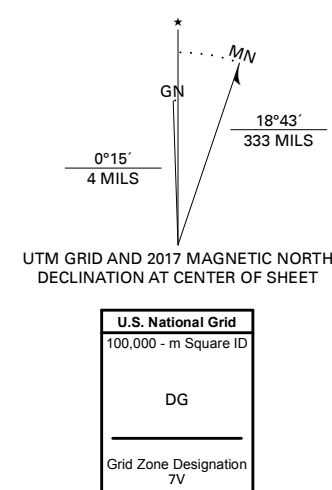 ★
MN
GN
18°43´
333 MILS
0°15´
4 MILS
UTM GRID AND 2017 MAGNETIC NORTH
DECLINATION AT CENTER OF SHEET
U.S. National Grid
100,000 - m Square ID
DG
Grid Zone Designation
7V